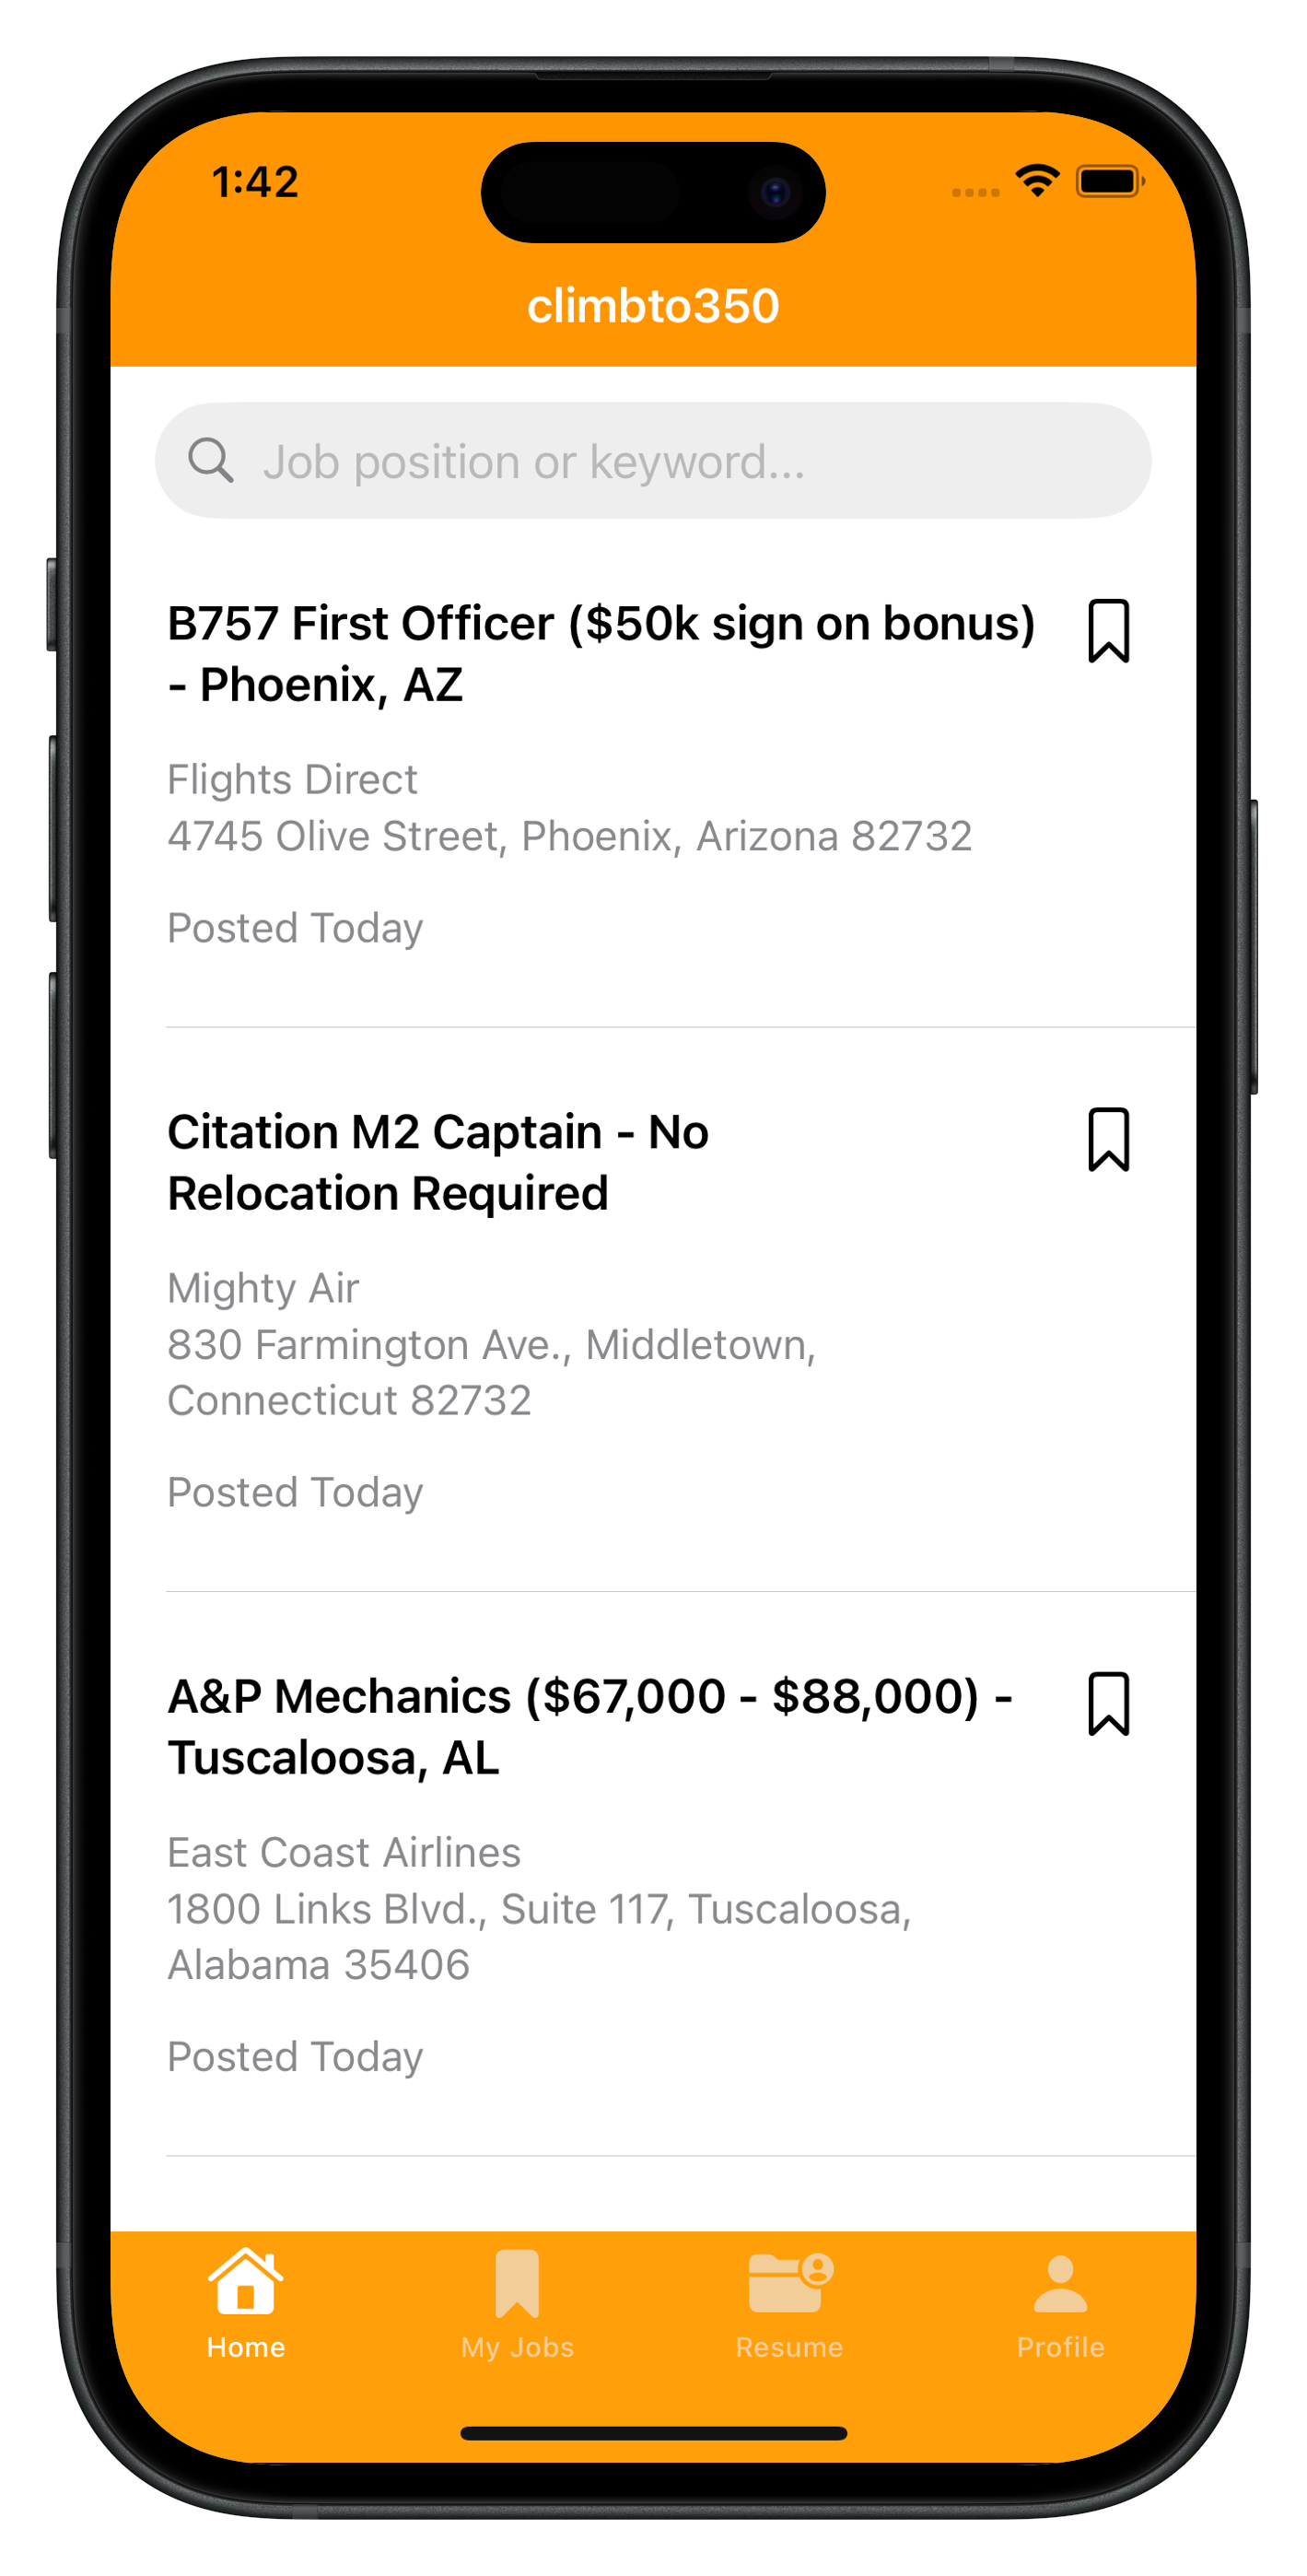 1:42
climbto350
Job position or keyword...
B757 First Officer ($50k sign on bonus)
- Phoenix, AZ
Flights Direct
4745 Olive Street, Phoenix, Arizona 82732
Posted Today
Citation M2 Captain - No
Relocation Required
Mighty Air
830 Farmington Ave., Middletown,
Connecticut 82732
Posted Today
A&P Mechanics ($67,000 - $88,000) -
Tuscaloosa, AL
East Coast Airlines
1800 Links Blvd., Suite 117, Tuscaloosa,
Alabama 35406
Posted Today
Home
My Jobs
Resume
Profile